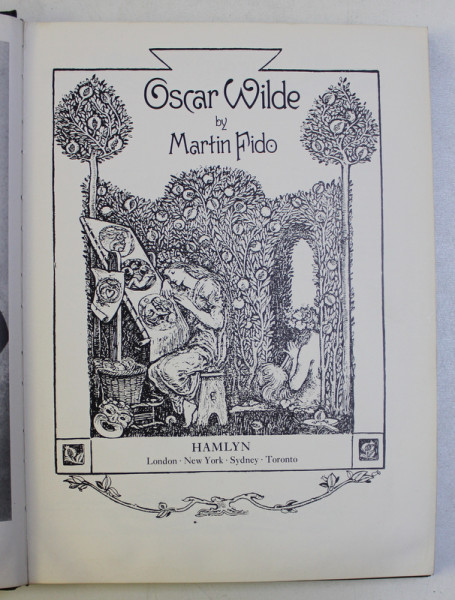 Oscar Wilde
by
Martin Fido
HAMLYN
London · New York · Sydney · Toronto